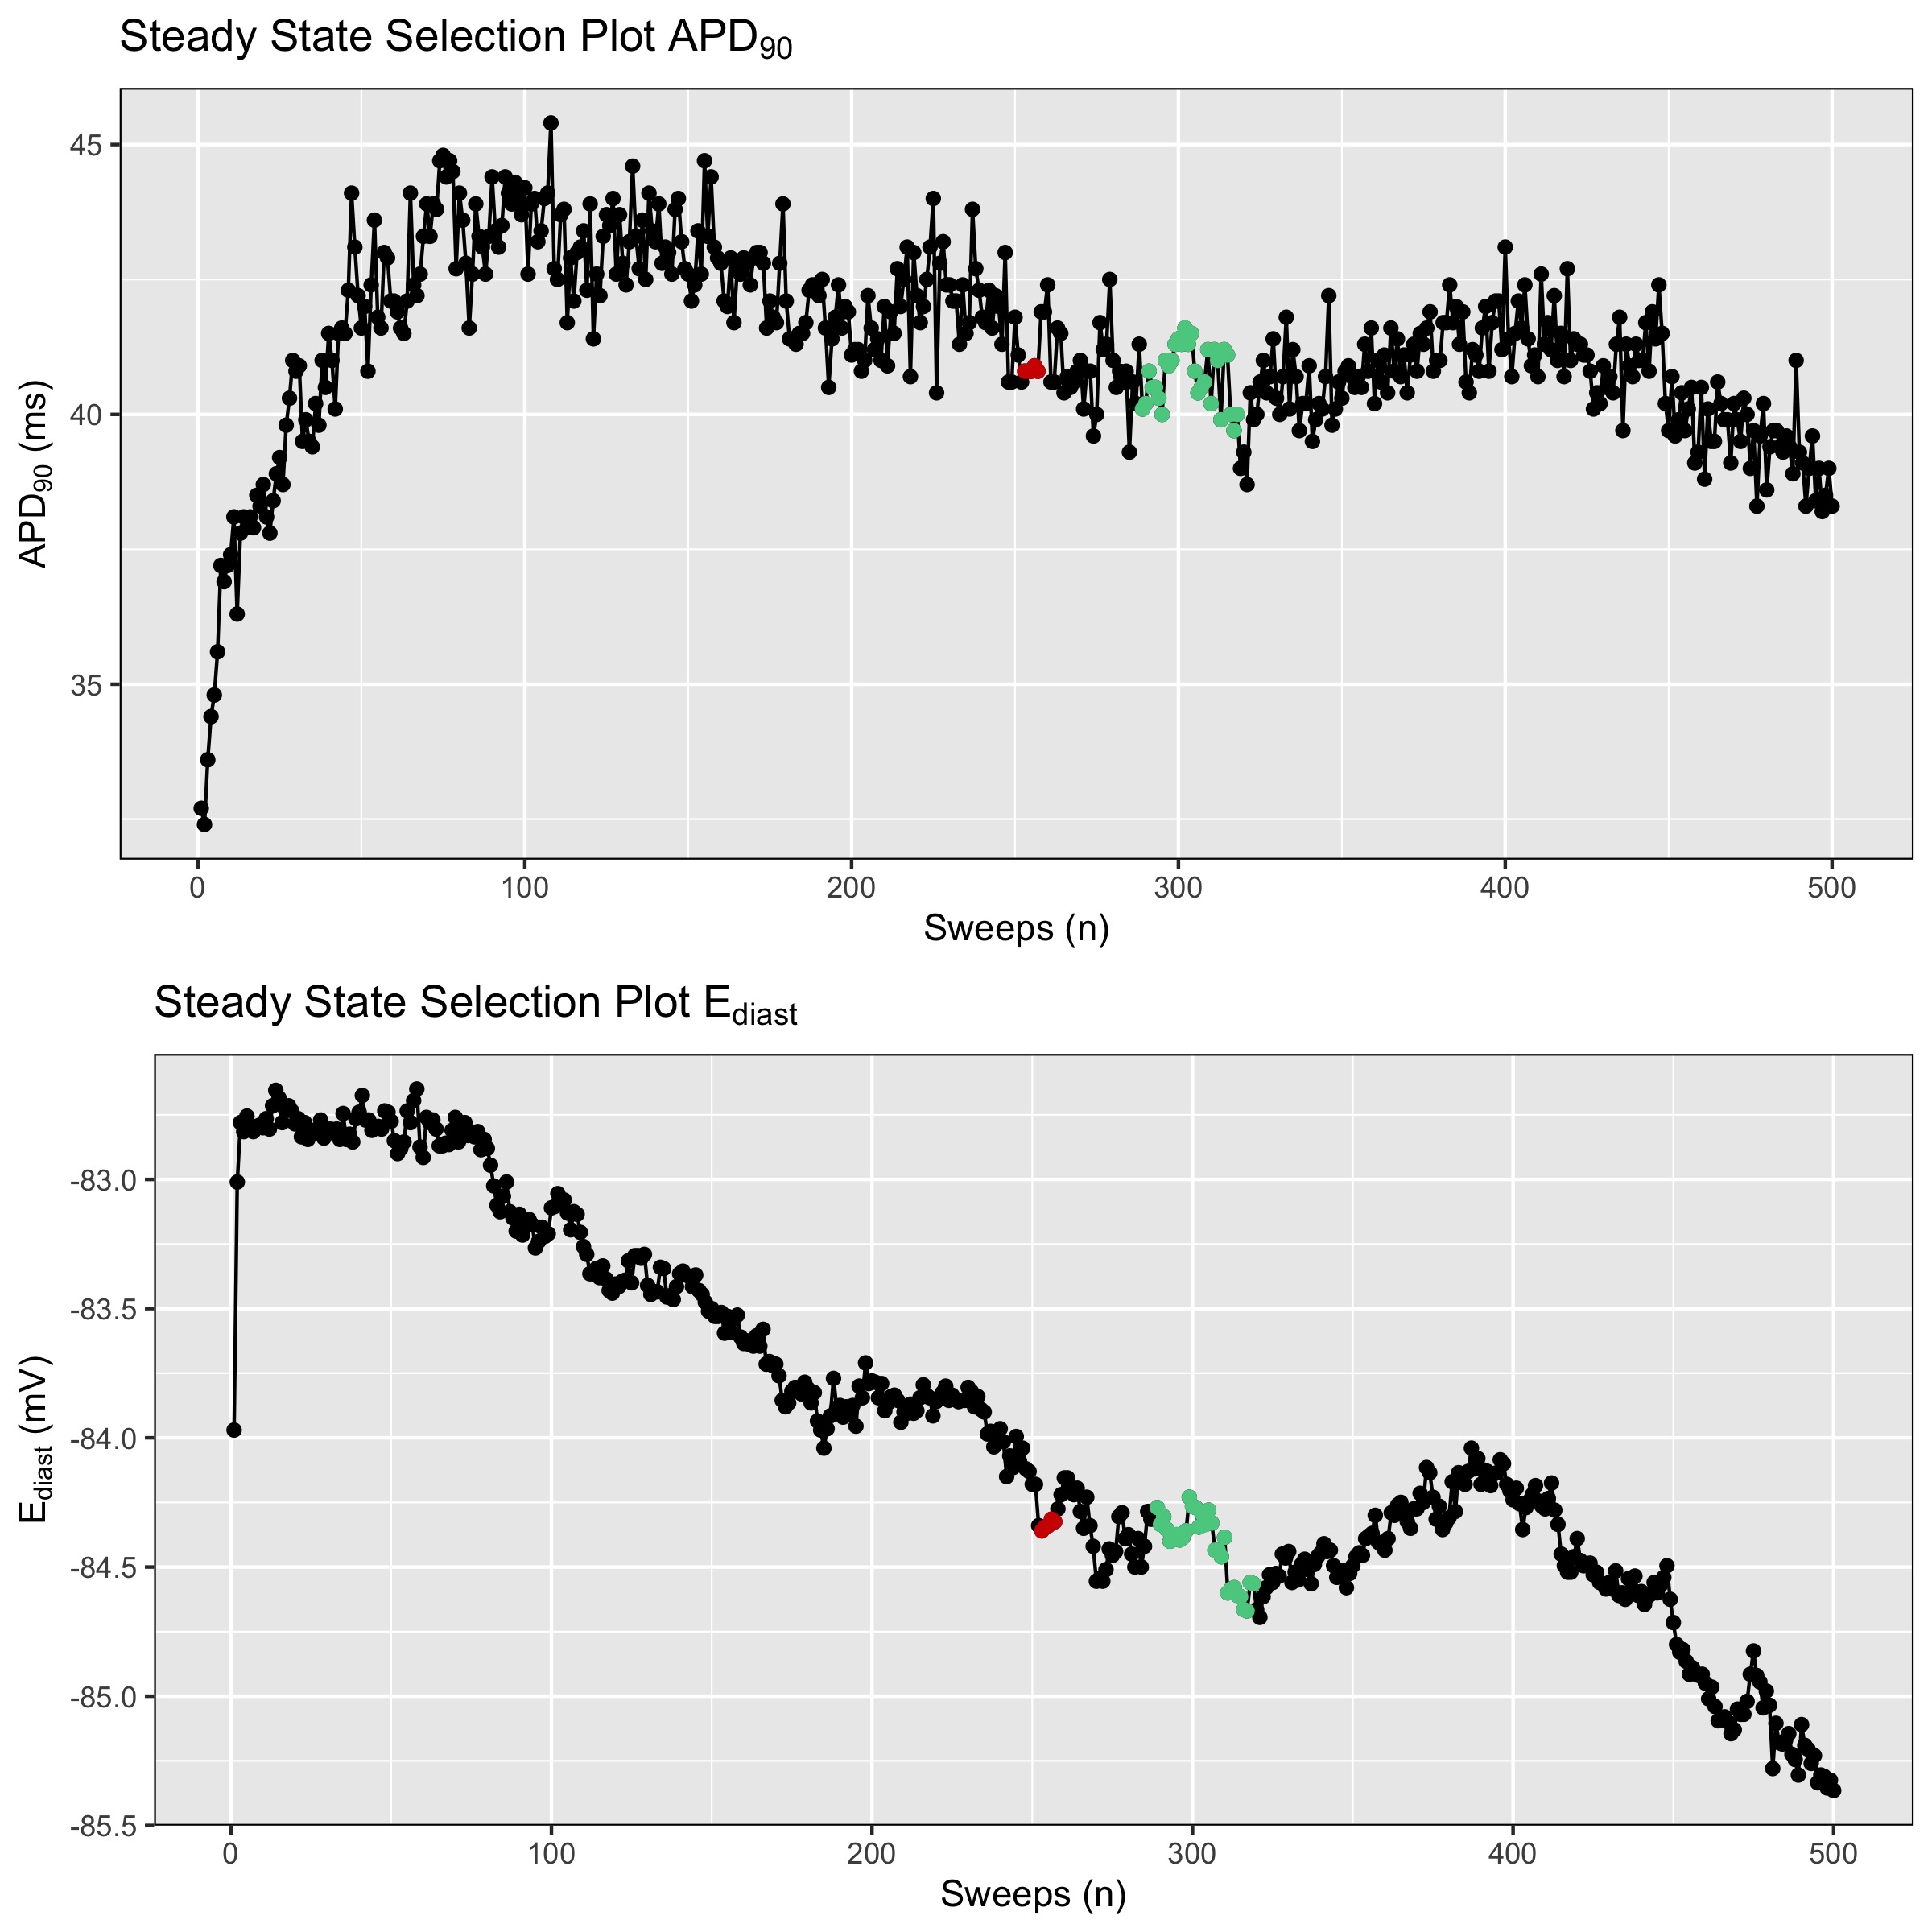 Steady State Selection Plot APD90
45
40
35
APD90 (ms)
0 100 200 300 400 500
Sweeps (n)
Steady State Selection Plot Ediast
-83.0
-83.5
-84.0
-84.5
-85.0
-85.5
Ediast (mV)
0 100 200 300 400 500
Sweeps (n)